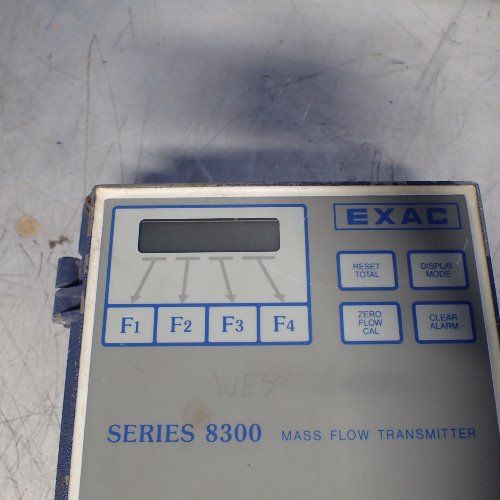 EXAC
RESET TOTAL
DISPLAY MODE
F1 F2 F3 F4
ZERO FLOW CAL
CLEAR ALARM
WEST
SERIES 8300 MASS FLOW TRANSMITTER